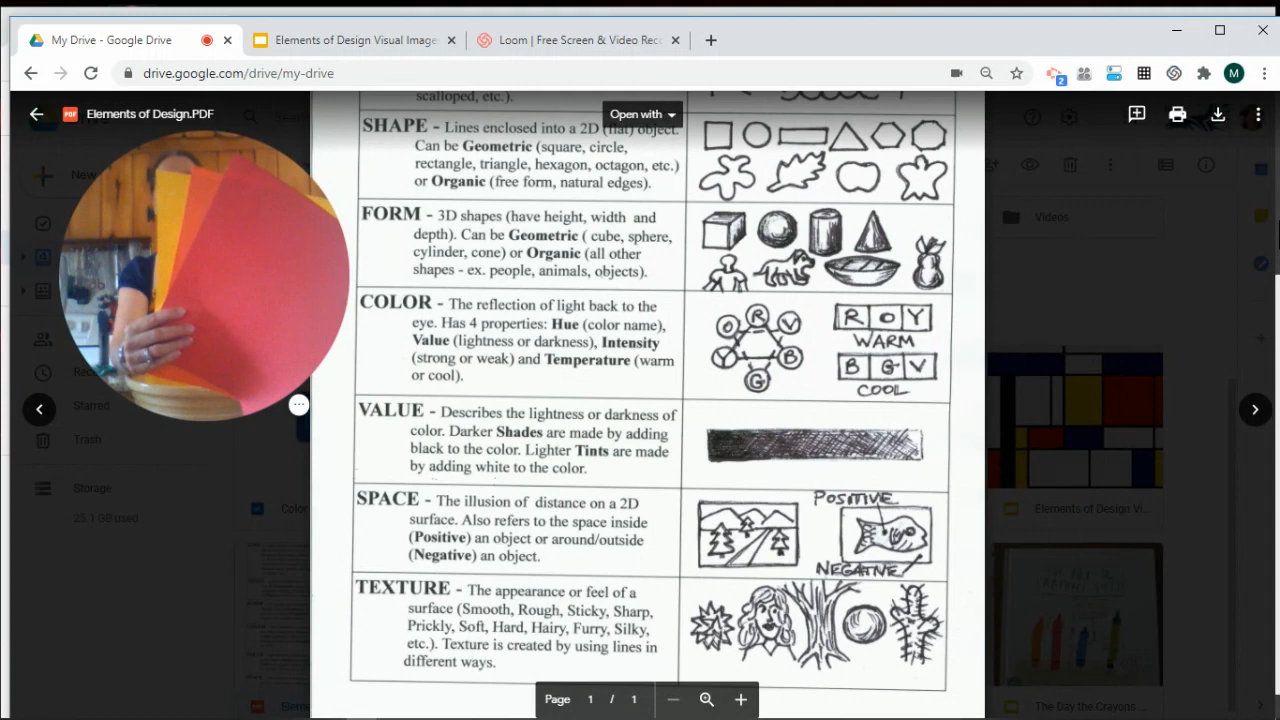 My Drive - Google Drive
Elements of Design Visual Image
Loom | Free Screen & Video Rec
drive.google.com/drive/my-drive
2
M
PDF
Elements of Design.PDF
Open with
scalloped, etc.).
SHAPE - Lines enclosed into a 2D (flat) object.
Can be Geometric (square, circle,
rectangle, triangle, hexagon, octagon, etc.)
or Organic (free form, natural edges).
FORM - 3D shapes (have height, width and
depth). Can be Geometric ( cube, sphere,
cylinder, cone) or Organic (all other
shapes - ex. people, animals, objects).
COLOR - The reflection of light back to the
eye. Has 4 properties: Hue (color name),
Value (lightness or darkness), Intensity
(strong or weak) and Temperature (warm
or cool).
O R V
Y B
G
R O Y
WARM
B G V
COOL
VALUE - Describes the lightness or darkness of
color. Darker Shades are made by adding
black to the color. Lighter Tints are made
by adding white to the color.
SPACE - The illusion of distance on a 2D
surface. Also refers to the space inside
(Positive) an object or around/outside
(Negative) an object.
POSITIVE
NEGATIVE
TEXTURE - The appearance or feel of a
surface (Smooth, Rough, Sticky, Sharp,
Prickly, Soft, Hard, Hairy, Furry, Silky,
etc.). Texture is created by using lines in
different ways.
New
Starred
Trash
Storage
25.1 GB used
Color
Eleme
Videos
Elements of Design Vi...
The Day the Crayons
Page 1 / 1